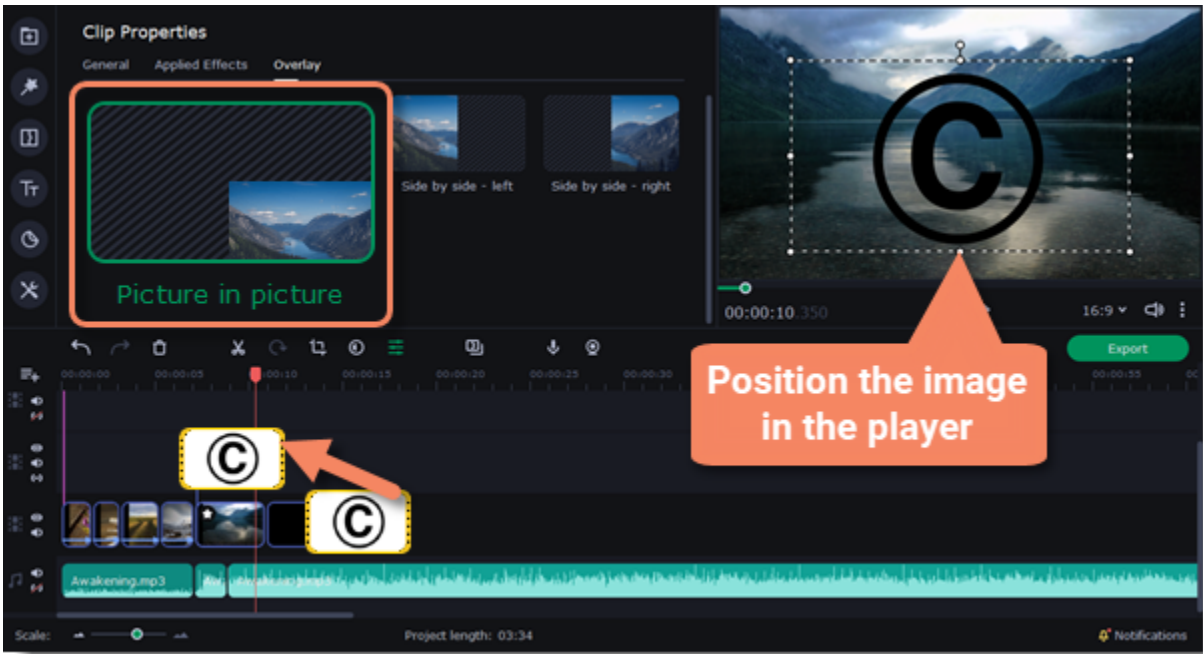 Clip Properties
General Applied Effects Overlay
Side by side - left Side by side - right
Picture in picture
C
00:00:10.350
16:9
Export
Position the image
in the player
00:00:00 00:00:05 00:00:10 00:00:15 00:00:20 00:00:25 00:00:30 00:00:55
©
©
Awakening.mp3 Aw Awakening.mp3
Scale:
Project length: 03:34
Notifications